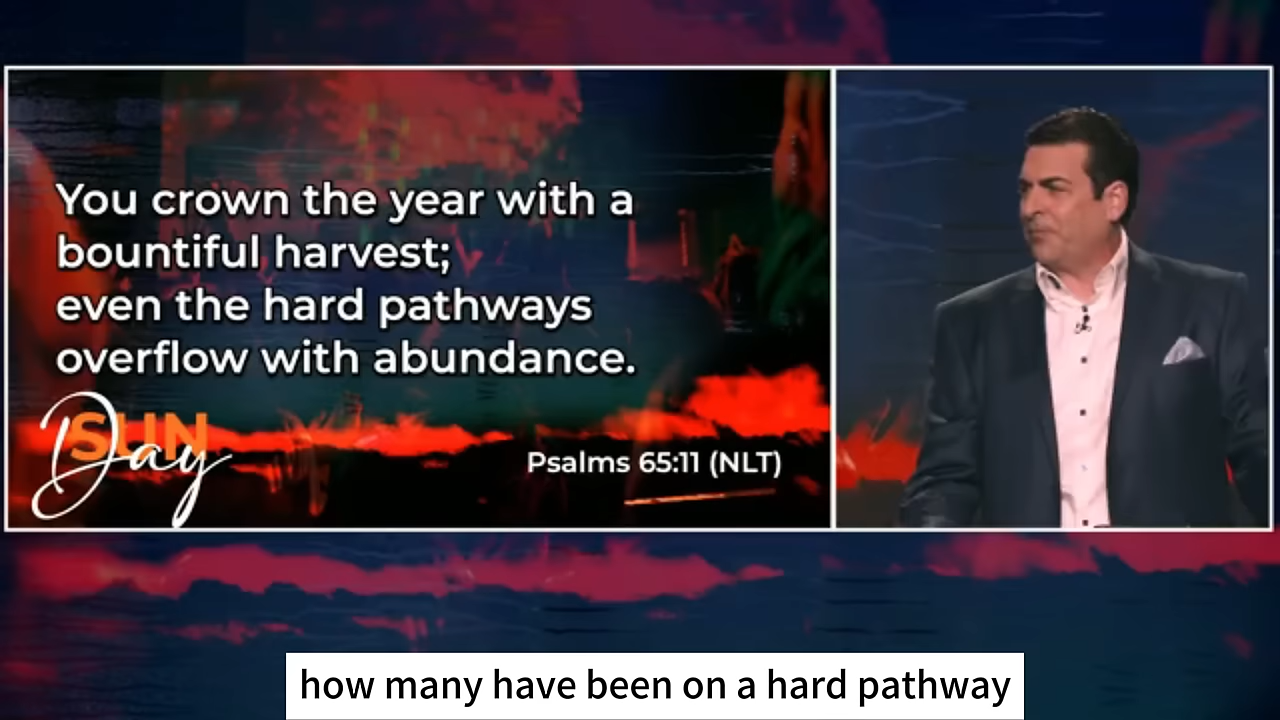 You crown the year with a
bountiful harvest;
even the hard pathways
overflow with abundance.
SUN
Day
Psalms 65:11 (NLT)
how many have been on a hard pathway